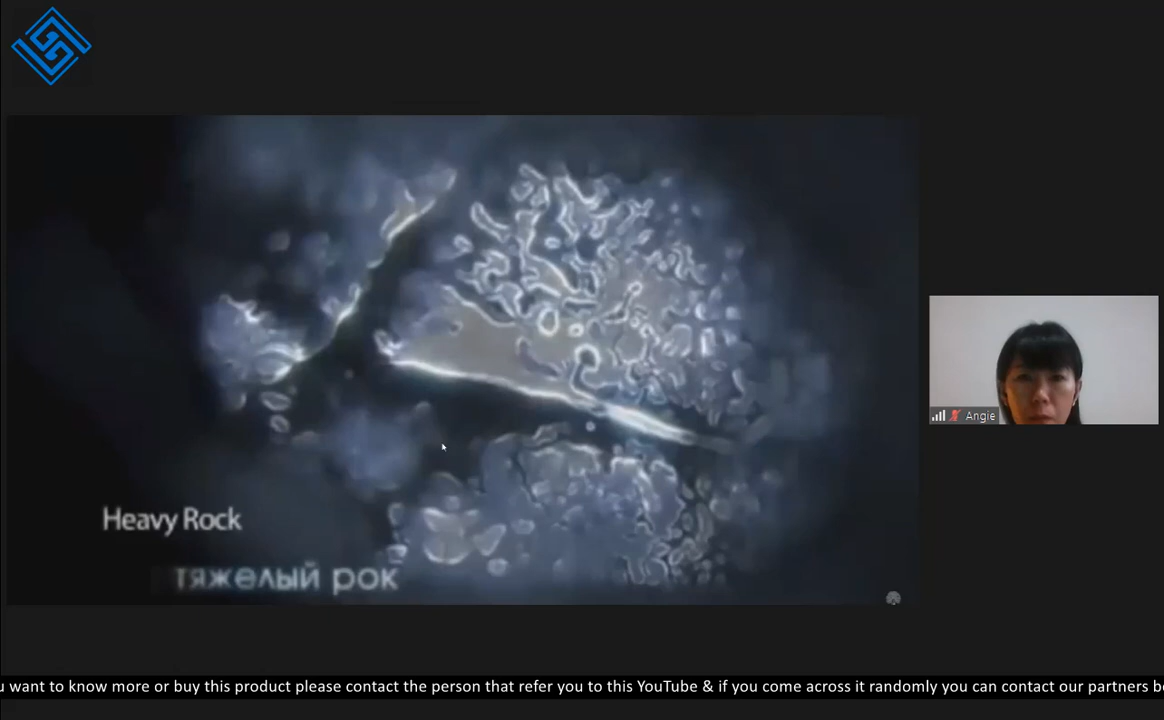 Angie
Heavy Rock
тяжелый рок
want to know more or buy this product please contact the person that refer you to this YouTube & if you come across it randomly you can contact our partners